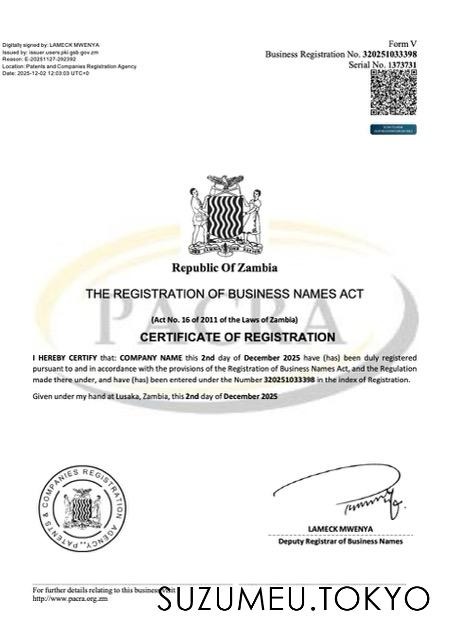 Digitally signed by: LAMECK MWENYA
Issued by: issuer.users.pki.gsb.gov.zm
Reason: E-20251127-292392
Location: Patents and Companies Registration Agency
Date: 2025-12-02 12:03:03 UTC+0
Form V
Business Registration No. 320251033398
Serial No. 1373731
Republic Of Zambia
PACRA
THE REGISTRATION OF BUSINESS NAMES ACT
(Act No. 16 of 2011 of the Laws of Zambia)
CERTIFICATE OF REGISTRATION
I HEREBY CERTIFY that: COMPANY NAME this 2nd day of December 2025 have (has) been duly registered
pursuant to and in accordance with the provisions of the Registration of Business Names Act, and the Regulation
made there under, and have (has) been entered under the Number 320251033398 in the index of Registration.
Given under my hand at Lusaka, Zambia, this 2nd day of December 2025
PATENTS & COMPANIES REGISTRATION AGENCY
LAMECK MWENYA
Deputy Registrar of Business Names
For further details relating to this business visit
http://www.pacra.org.zm
SUZUMEU.TOKYO